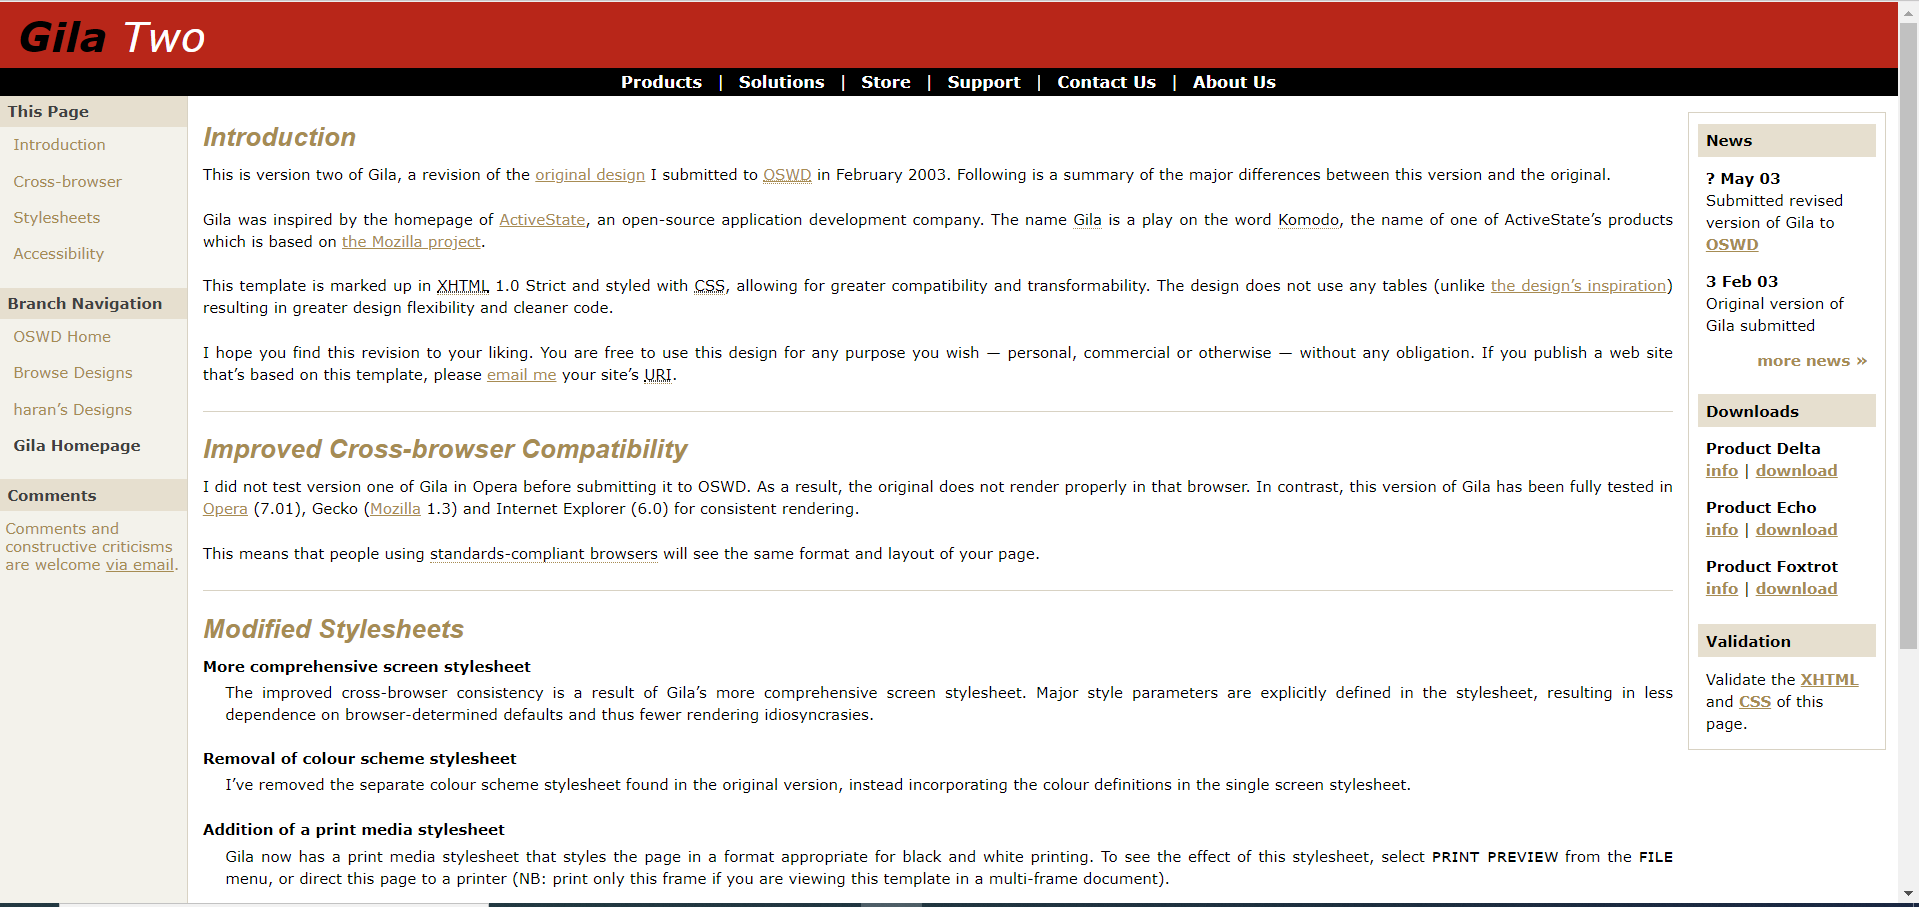 Gila Two
Products | Solutions | Store | Support | Contact Us | About Us
This Page
Introduction
Cross-browser
Stylesheets
Accessibility
Branch Navigation
OSWD Home
Browse Designs
haran’s Designs
Gila Homepage
Comments
Comments and
constructive criticisms
are welcome via email.
Introduction
This is version two of Gila, a revision of the original design I submitted to OSWD in February 2003. Following is a summary of the major differences between this version and the original.
Gila was inspired by the homepage of ActiveState, an open-source application development company. The name Gila is a play on the word Komodo, the name of one of ActiveState’s products
which is based on the Mozilla project.
This template is marked up in XHTML 1.0 Strict and styled with CSS, allowing for greater compatibility and transformability. The design does not use any tables (unlike the design’s inspiration)
resulting in greater design flexibility and cleaner code.
I hope you find this revision to your liking. You are free to use this design for any purpose you wish — personal, commercial or otherwise — without any obligation. If you publish a web site
that’s based on this template, please email me your site’s URI.
Improved Cross-browser Compatibility
I did not test version one of Gila in Opera before submitting it to OSWD. As a result, the original does not render properly in that browser. In contrast, this version of Gila has been fully tested in
Opera (7.01), Gecko (Mozilla 1.3) and Internet Explorer (6.0) for consistent rendering.
This means that people using standards-compliant browsers will see the same format and layout of your page.
Modified Stylesheets
More comprehensive screen stylesheet
The improved cross-browser consistency is a result of Gila’s more comprehensive screen stylesheet. Major style parameters are explicitly defined in the stylesheet, resulting in less
dependence on browser-determined defaults and thus fewer rendering idiosyncrasies.
Removal of colour scheme stylesheet
I’ve removed the separate colour scheme stylesheet found in the original version, instead incorporating the colour definitions in the single screen stylesheet.
Addition of a print media stylesheet
Gila now has a print media stylesheet that styles the page in a format appropriate for black and white printing. To see the effect of this stylesheet, select PRINT PREVIEW from the FILE
menu, or direct this page to a printer (NB: print only this frame if you are viewing this template in a multi-frame document).
News
? May 03
Submitted revised
version of Gila to
OSWD
3 Feb 03
Original version of
Gila submitted
more news »
Downloads
Product Delta
info | download
Product Echo
info | download
Product Foxtrot
info | download
Validation
Validate the XHTML
and CSS of this
page.